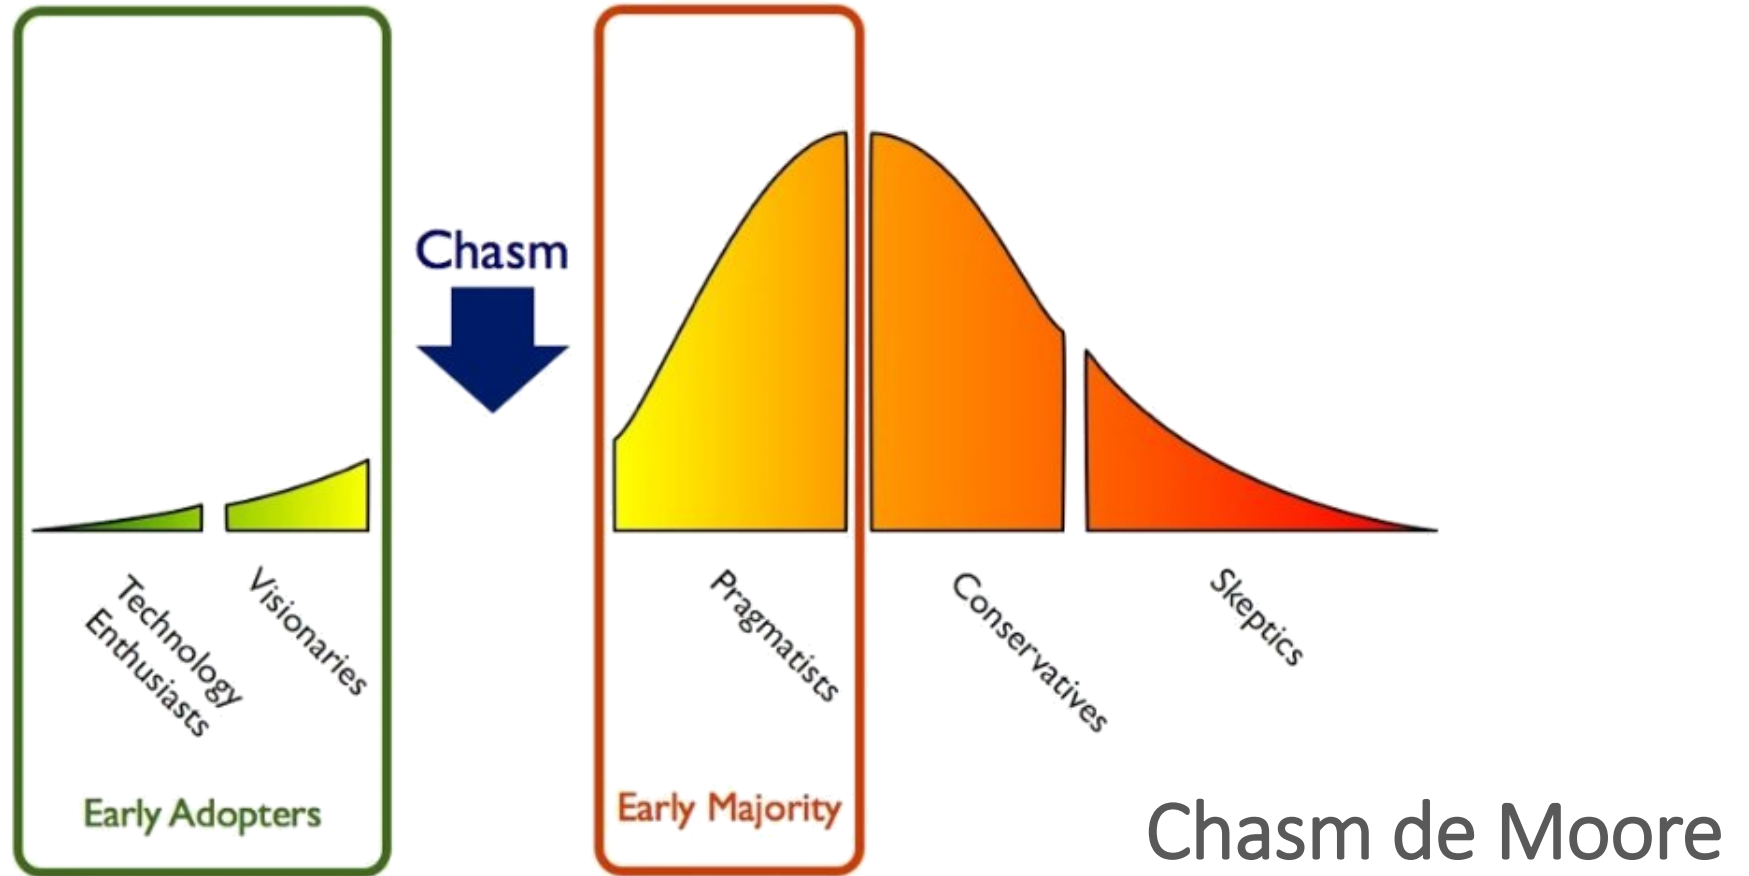 Chasm
Technology
Enthusiasts
Visionaries
Pragmatists
Conservatives
Skeptics
Early Adopters
Early Majority
Chasm de Moore